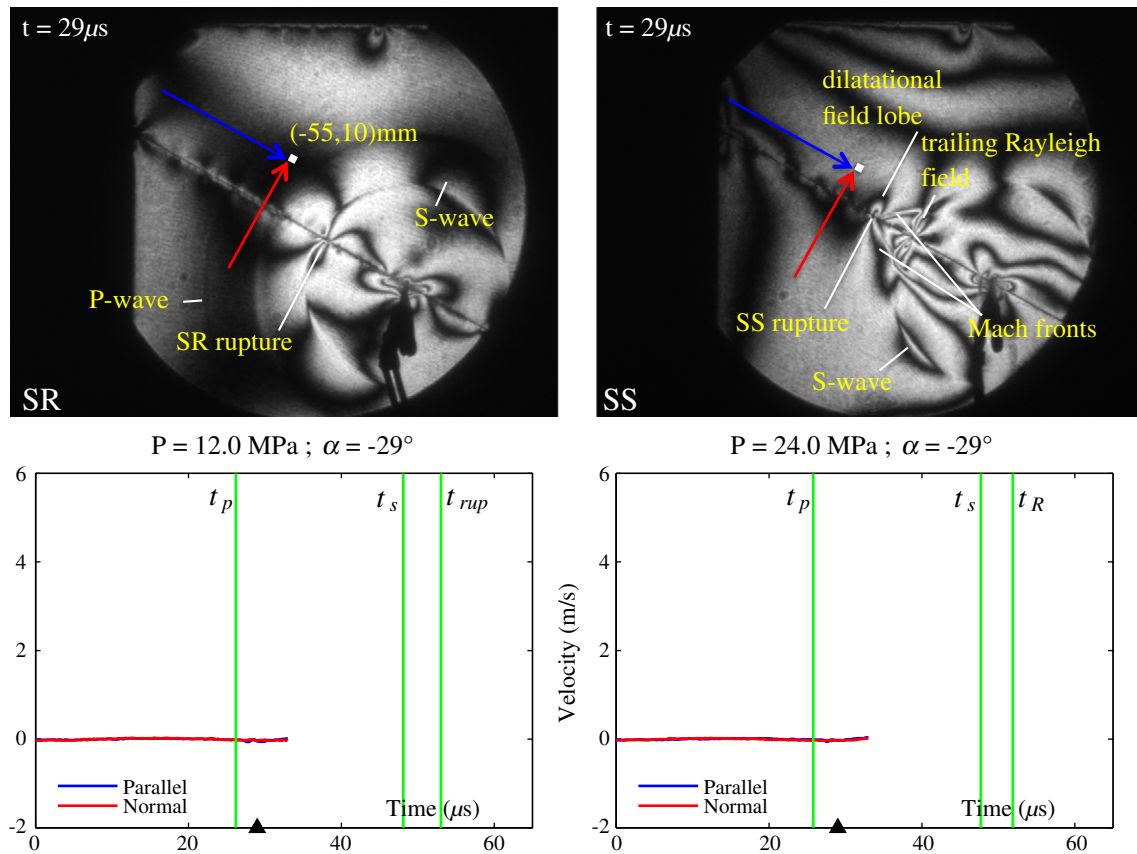 t = 29μs
(-55,10)mm
S-wave
P-wave
SR rupture
SR
t = 29μs
dilatational
field lobe
trailing Rayleigh
field
SS rupture
Mach fronts
S-wave
SS
P = 12.0 MPa ; α = -29°
6
4
2
0
-2
t p
t s
t rup
Parallel
Normal
Time (μs)
0
20
40
60
P = 24.0 MPa ; α = -29°
Velocity (m/s)
6
4
2
0
-2
t p
t s
t R
Parallel
Normal
Time (μs)
0
20
40
60